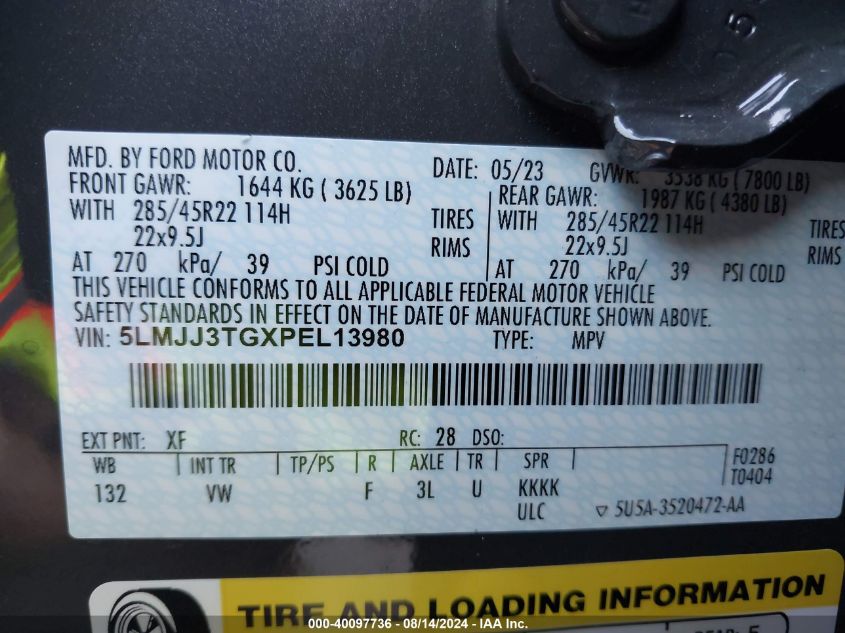 MFD. BY FORD MOTOR CO.
DATE: 05/23 GVWR: 3538 KG ( 7800 LB)
FRONT GAWR: 1644 KG ( 3625 LB)
REAR GAWR: 1987 KG ( 4380 LB)
WITH 285/45R22 114H TIRES
WITH 285/45R22 114H TIRES
22x9.5J RIMS
22x9.5J RIMS
AT 270 kPa/ 39 PSI COLD
AT 270 kPa/ 39 PSI COLD
THIS VEHICLE CONFORMS TO ALL APPLICABLE FEDERAL MOTOR VEHICLE
SAFETY STANDARDS IN EFFECT ON THE DATE OF MANUFACTURE SHOWN ABOVE.
VIN: 5LMJJ3TGXPEL13980 TYPE: MPV
EXT PNT: XF RC: 28 DSO:
WB INT TR TP/PS R AXLE TR SPR
132 VW F 3L U KKKK
ULC
F0286
T0404
5U5A-3520472-AA
TIRE AND LOADING INFORMATION
000-40097736 - 08/14/2024 - IAA Inc.